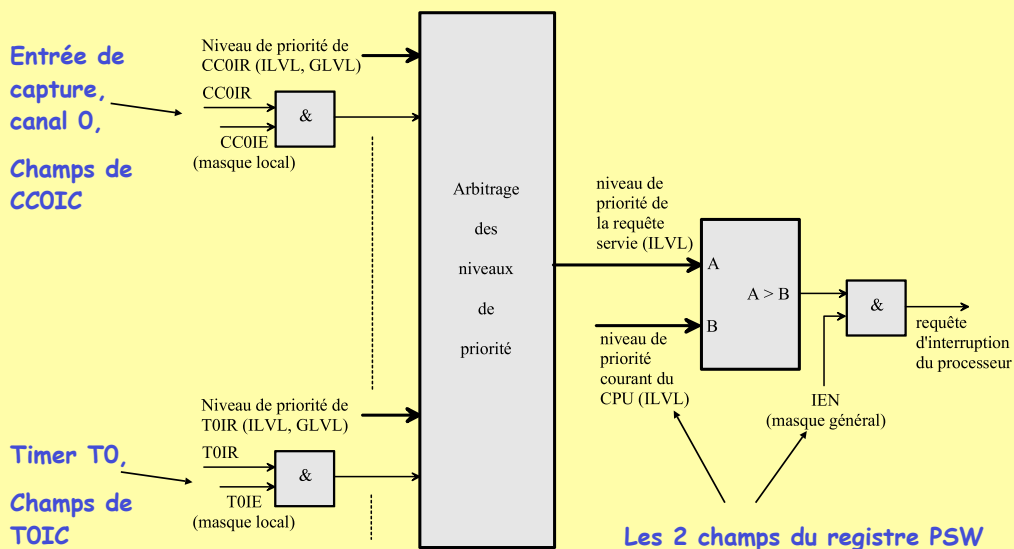 Entrée de
capture,
canal 0,
Champs de
CC0IC
Niveau de priorité de
CC0IR (ILVL, GLVL)
CC0IR
&
CC0IE
(masque local)
Arbitrage
des
niveaux
de
priorité
niveau de
priorité de
la requête
servie (ILVL)
A
A > B
B
niveau de
priorité
courant du
CPU (ILVL)
&
requête
d'interruption
du processeur
IEN
(masque général)
Niveau de priorité de
T0IR (ILVL, GLVL)
T0IR
&
T0IE
(masque local)
Timer T0,
Champs de
T0IC
Les 2 champs du registre PSW